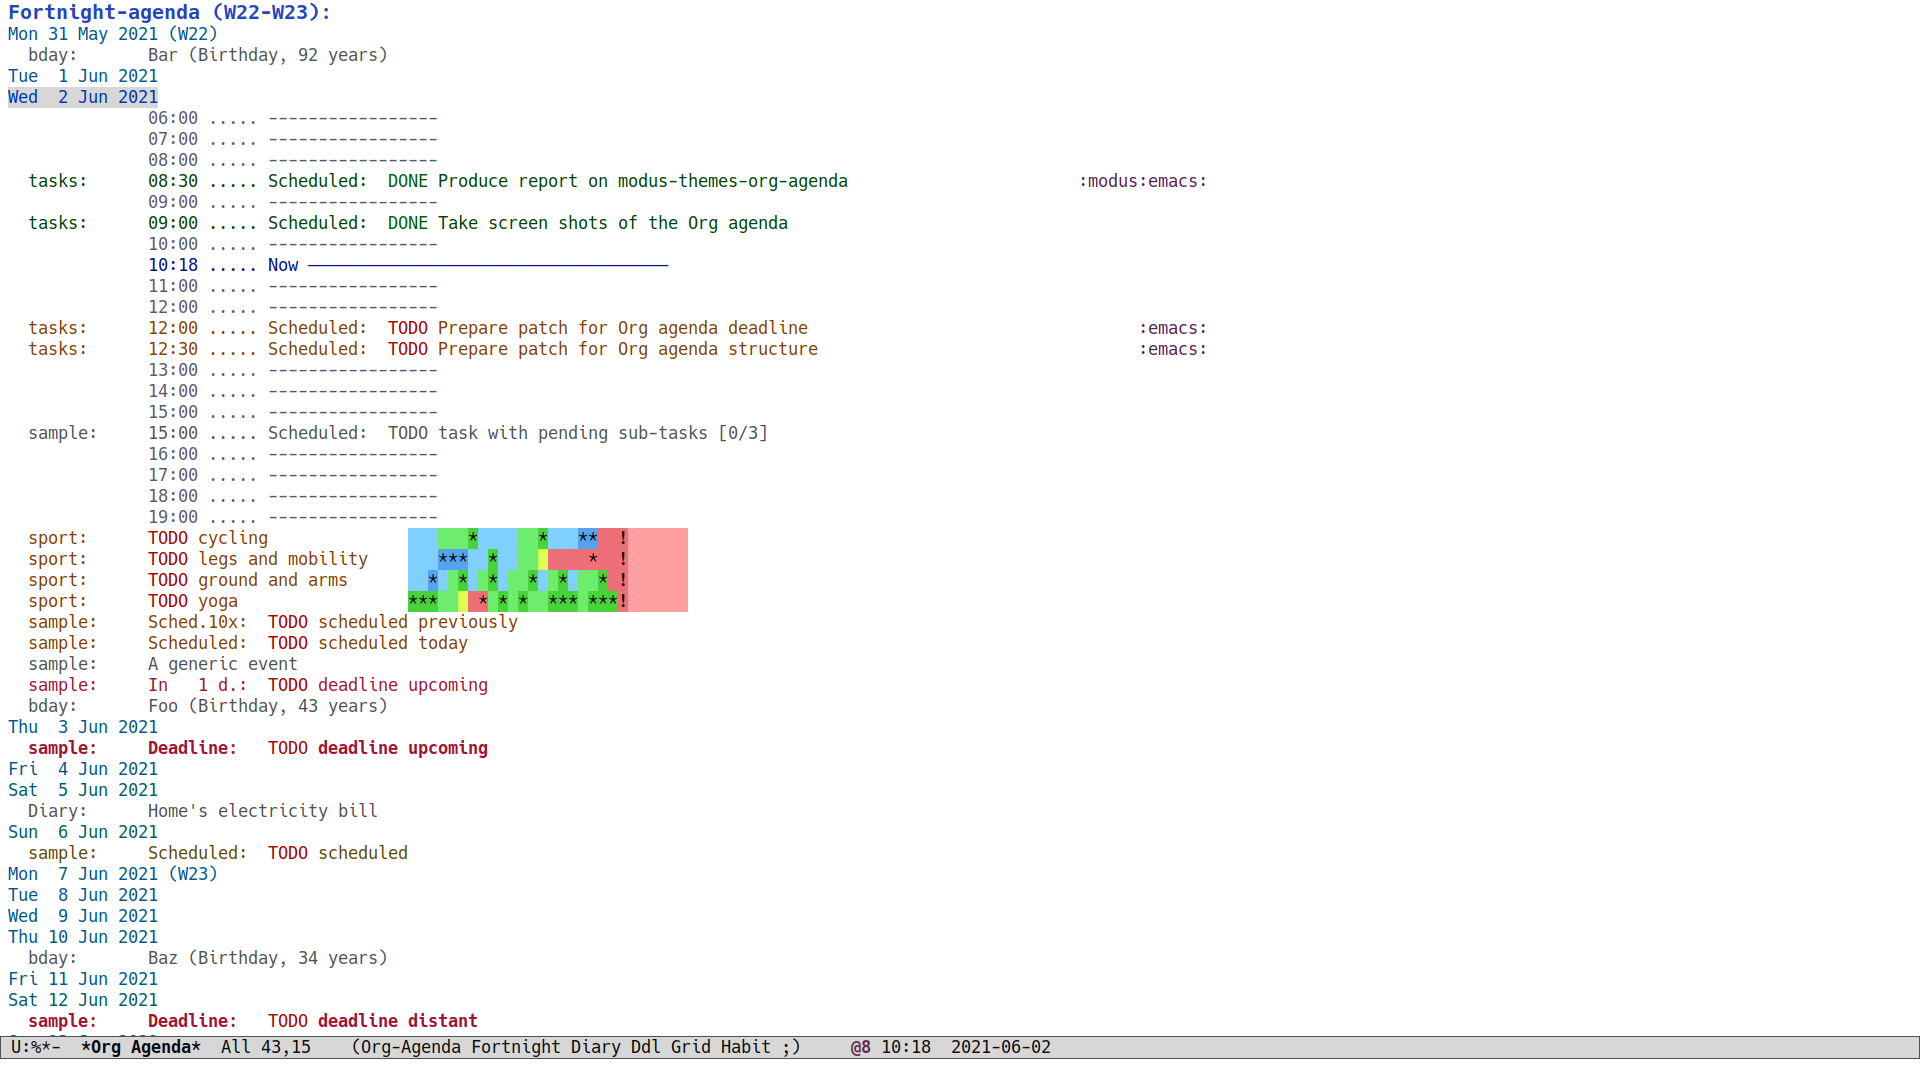 Fortnight-agenda (W22-W23):
Mon 31 May 2021 (W22)
  bday:       Bar (Birthday, 92 years)
Tue  1 Jun 2021
Wed  2 Jun 2021
              06:00 ..... -----------------
              07:00 ..... -----------------
              08:00 ..... -----------------
  tasks:      08:30 ..... Scheduled:  DONE Produce report on modus-themes-org-agenda                       :modus:emacs:
              09:00 ..... -----------------
  tasks:      09:00 ..... Scheduled:  DONE Take screen shots of the Org agenda
              10:00 ..... -----------------
              10:18 ..... Now ────────────────────────────────────
              11:00 ..... -----------------
              12:00 ..... -----------------
  tasks:      12:00 ..... Scheduled:  TODO Prepare patch for Org agenda deadline                                 :emacs:
  tasks:      12:30 ..... Scheduled:  TODO Prepare patch for Org agenda structure                                :emacs:
              13:00 ..... -----------------
              14:00 ..... -----------------
              15:00 ..... -----------------
  sample:     15:00 ..... Scheduled:  TODO task with pending sub-tasks [0/3]
              16:00 ..... -----------------
              17:00 ..... -----------------
              18:00 ..... -----------------
              19:00 ..... -----------------
  sport:      TODO cycling                    *      *   **  !
  sport:      TODO legs and mobility       ***  *         *  !
  sport:      TODO ground and arms        *  *  *   *  *   * !
  sport:      TODO yoga                 ***    * * *  *** ***!
  sample:     Sched.10x:  TODO scheduled previously
  sample:     Scheduled:  TODO scheduled today
  sample:     A generic event
  sample:     In   1 d.:  TODO deadline upcoming
  bday:       Foo (Birthday, 43 years)
Thu  3 Jun 2021
  sample:     Deadline:   TODO deadline upcoming
Fri  4 Jun 2021
Sat  5 Jun 2021
  Diary:      Home's electricity bill
Sun  6 Jun 2021
  sample:     Scheduled:  TODO scheduled
Mon  7 Jun 2021 (W23)
Tue  8 Jun 2021
Wed  9 Jun 2021
Thu 10 Jun 2021
  bday:       Baz (Birthday, 34 years)
Fri 11 Jun 2021
Sat 12 Jun 2021
  sample:     Deadline:   TODO deadline distant
U:%*-  *Org Agenda*  All 43,15    (Org-Agenda Fortnight Diary Ddl Grid Habit ;)     @8 10:18  2021-06-02